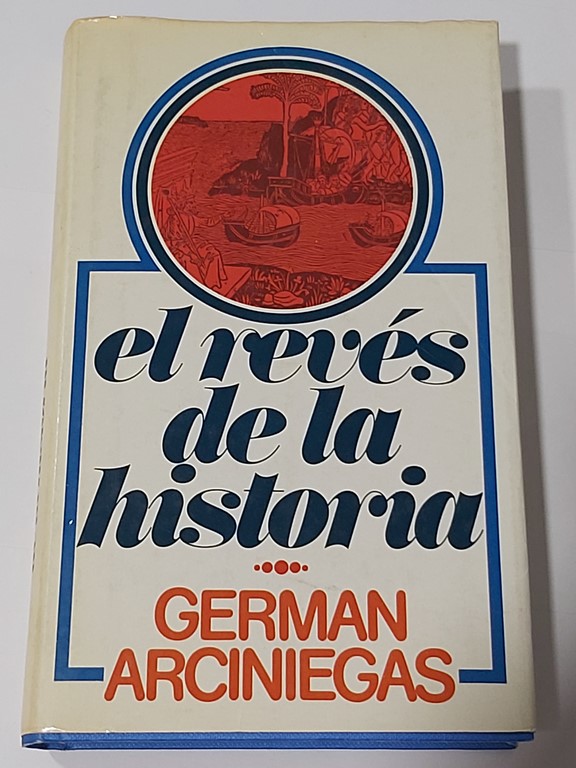 el revés
de la
historia
GERMAN
ARCINIEGAS